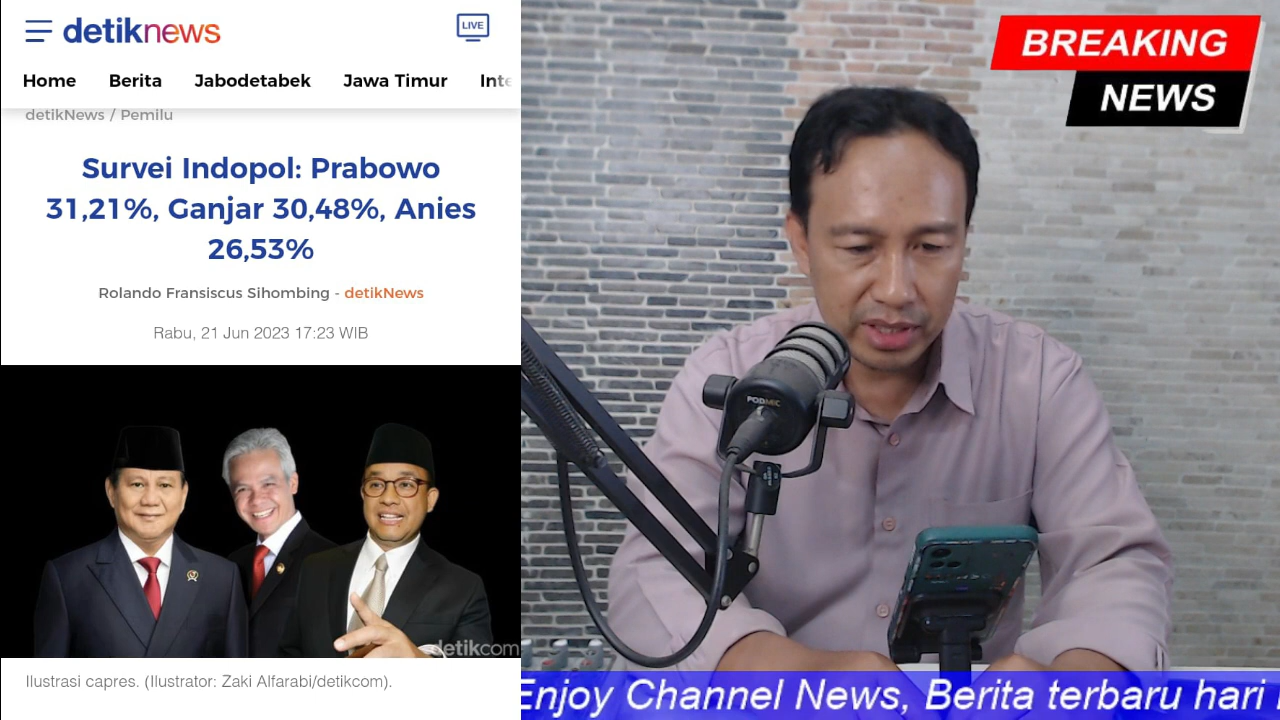 detiknews
LIVE
Home Berita Jabodetabek Jawa Timur Inte
detikNews / Pemilu
Survei Indopol: Prabowo
31,21%, Ganjar 30,48%, Anies
26,53%
Rolando Fransiscus Sihombing - detikNews
Rabu, 21 Jun 2023 17:23 WIB
detikcom
Ilustrasi capres. (Ilustrator: Zaki Alfarabi/detikcom).
BREAKING
NEWS
PODMIC
Enjoy Channel News, Berita terbaru hari